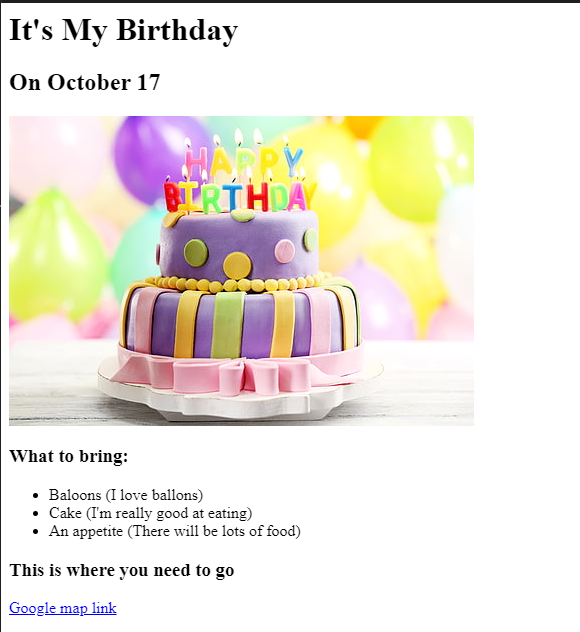 It's My Birthday
On October 17
HAPPY
BIRTHDAY
What to bring:
Baloons (I love ballons)
Cake (I'm really good at eating)
An appetite (There will be lots of food)
This is where you need to go
Google map link